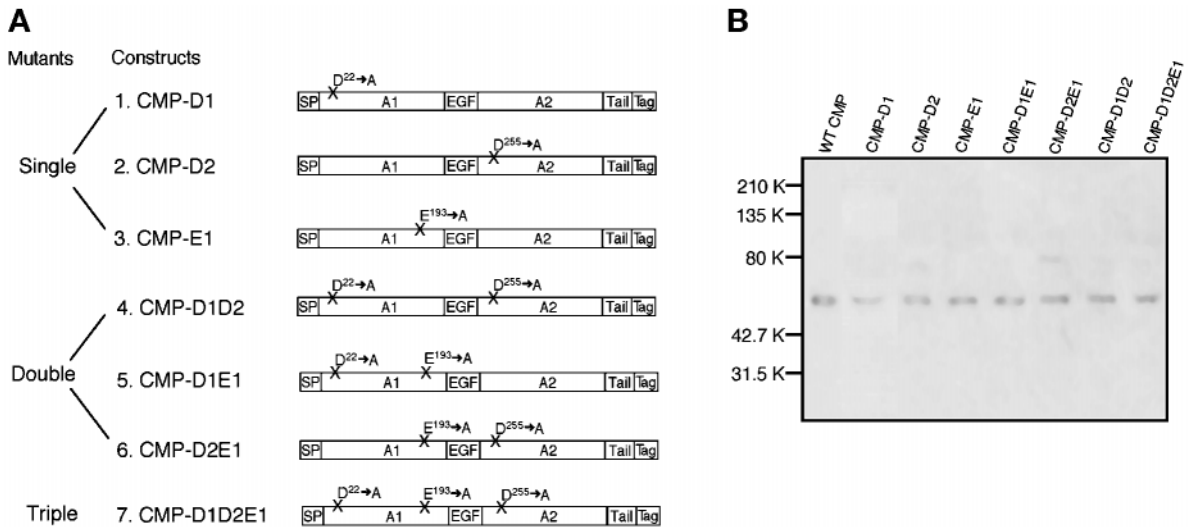 A
Mutants Constructs
Single
1. CMP-D1
D²²→A
SP A1 EGF A2 Tail Tag
2. CMP-D2
D²⁵⁵→A
SP A1 EGF A2 Tail Tag
3. CMP-E1
E¹⁹³→A
SP A1 EGF A2 Tail Tag
Double
4. CMP-D1D2
D²²→A D²⁵⁵→A
SP A1 EGF A2 Tail Tag
5. CMP-D1E1
D²²→A E¹⁹³→A
SP A1 EGF A2 Tail Tag
6. CMP-D2E1
E¹⁹³→A D²⁵⁵→A
SP A1 EGF A2 Tail Tag
Triple
7. CMP-D1D2E1
D²²→A E¹⁹³→A D²⁵⁵→A
SP A1 EGF A2 Tail Tag
B
WT CMP
CMP-D1
CMP-D2
CMP-E1
CMP-D1E1
CMP-D2E1
CMP-D1D2
CMP-D1D2E1
210 K
135 K
80 K
42.7 K
31.5 K